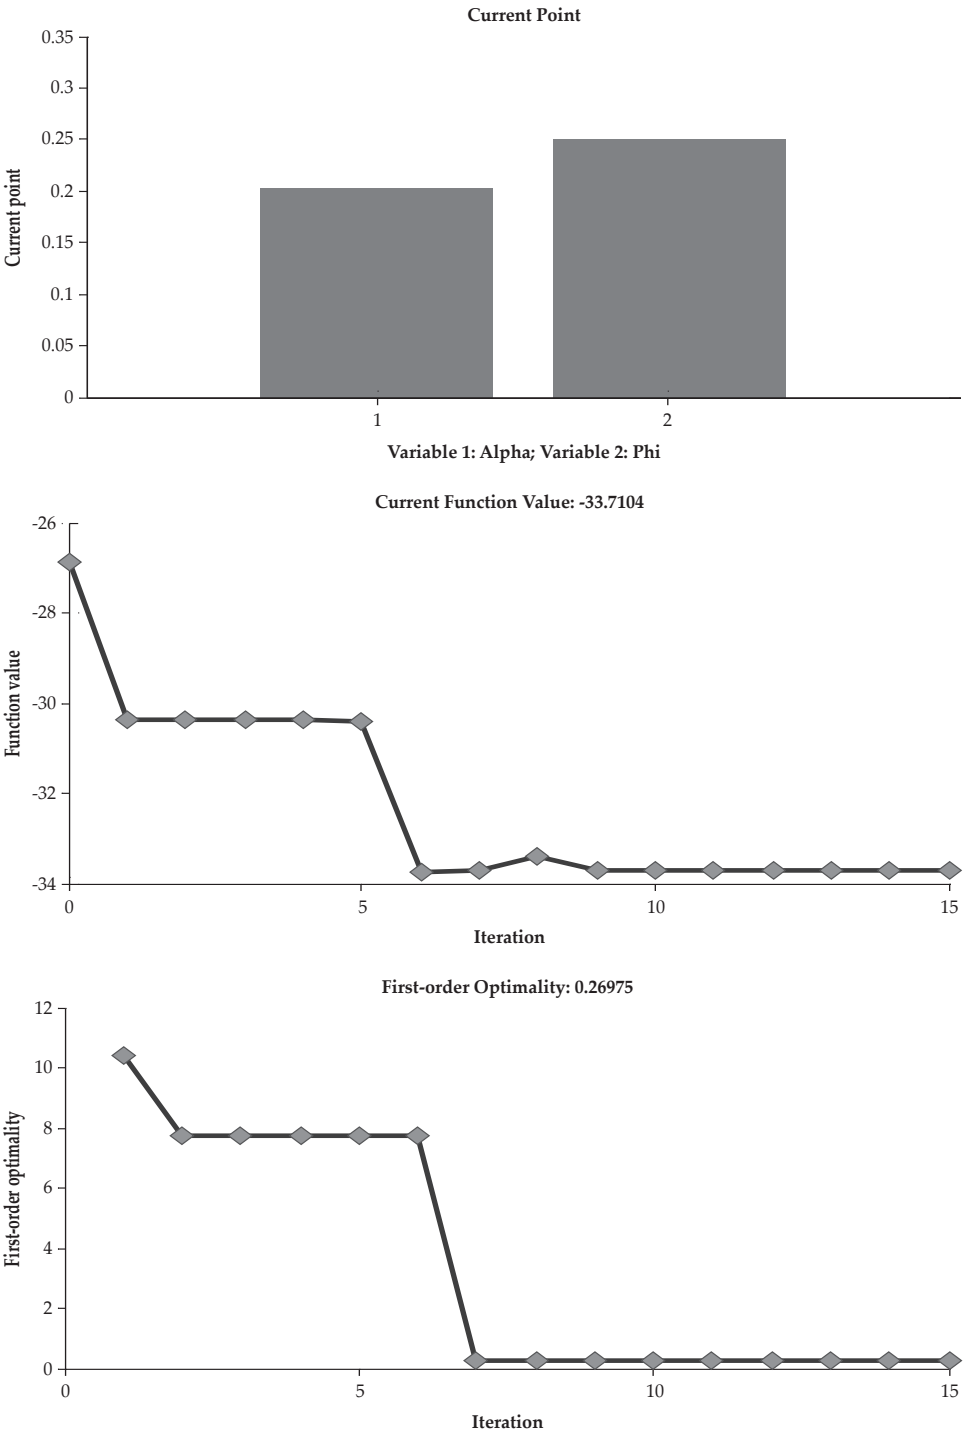 Current Point
0.35
0.3
0.25
0.2
0.15
0.1
0.05
0
Current point
1 2
Variable 1: Alpha; Variable 2: Phi
Current Function Value: -33.7104
-26
-28
-30
-32
-34
Function value
0 5 10 15
Iteration
First-order Optimality: 0.26975
12
10
8
6
4
2
0
First-order optimality
0 5 10 15
Iteration